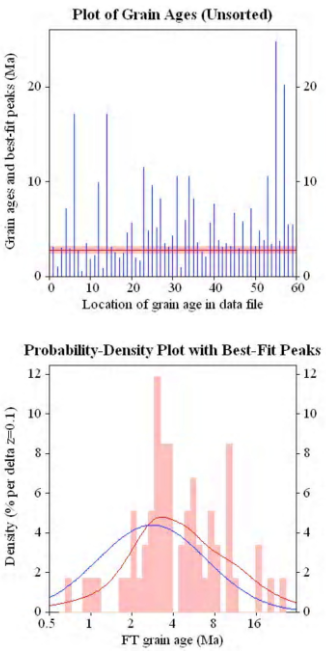 Plot of Grain Ages (Unsorted)
Grain ages and best-fit peaks (Ma)
20
10
0
20
10
0
0 10 20 30 40 50 60
Location of grain age in data file
Probability-Density Plot with Best-Fit Peaks
Density (% per delta z=0.1)
12
10
8
6
4
2
0
12
10
8
6
4
2
0
0.5 1 2 4 8 16
FT grain age (Ma)